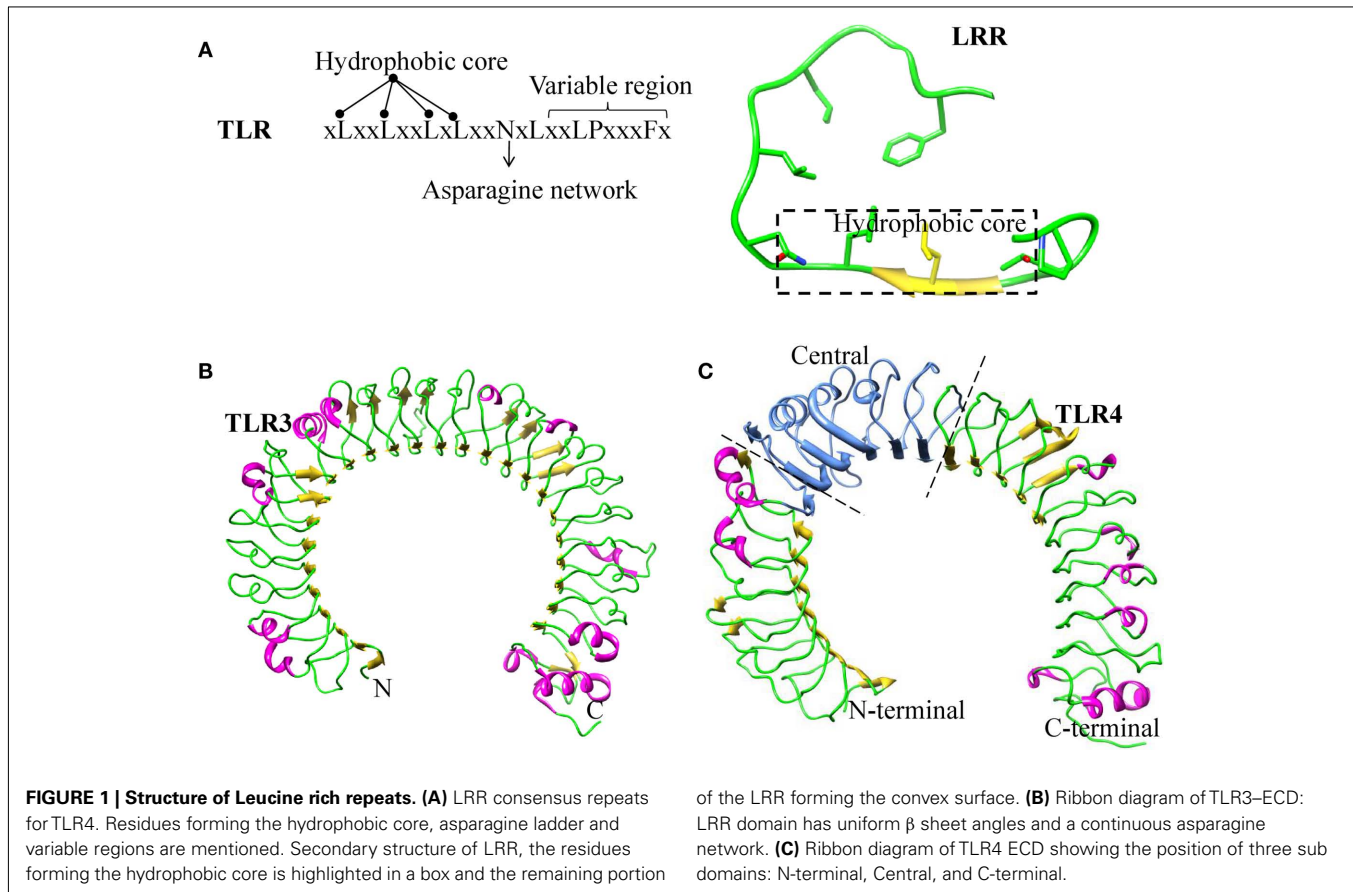 A
Hydrophobic core
Variable region
TLR
xLxxLxxLxLxxNxLxxLPxxxFx
Asparagine network
LRR
Hydrophobic core
B
TLR3
N
C
C
Central
TLR4
N-terminal
C-terminal
FIGURE 1 | Structure of Leucine rich repeats. (A) LRR consensus repeats
for TLR4. Residues forming the hydrophobic core, asparagine ladder and
variable regions are mentioned. Secondary structure of LRR, the residues
forming the hydrophobic core is highlighted in a box and the remaining portion
of the LRR forming the convex surface. (B) Ribbon diagram of TLR3–ECD:
LRR domain has uniform β sheet angles and a continuous asparagine
network. (C) Ribbon diagram of TLR4 ECD showing the position of three sub
domains: N-terminal, Central, and C-terminal.